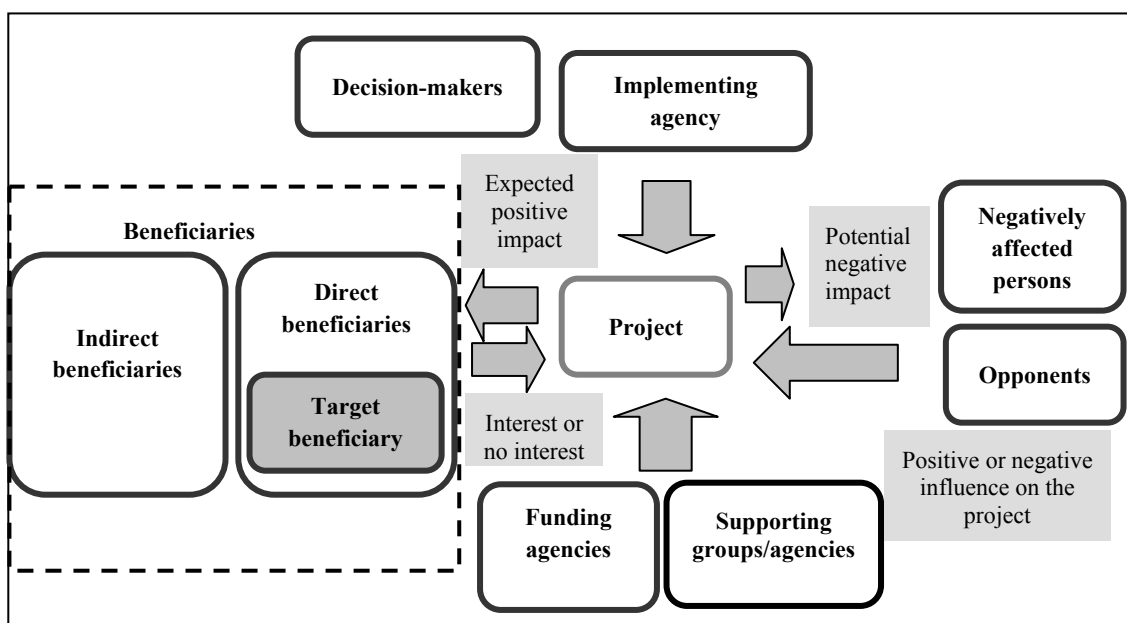 Decision-makers
Implementing
agency
Expected
positive
impact
Negatively
affected
persons
Potential
negative
impact
Beneficiaries
Indirect
beneficiaries
Direct
beneficiaries
Target
beneficiary
Project
Opponents
Interest or
no interest
Positive or negative
influence on the
project
Funding
agencies
Supporting
groups/agencies